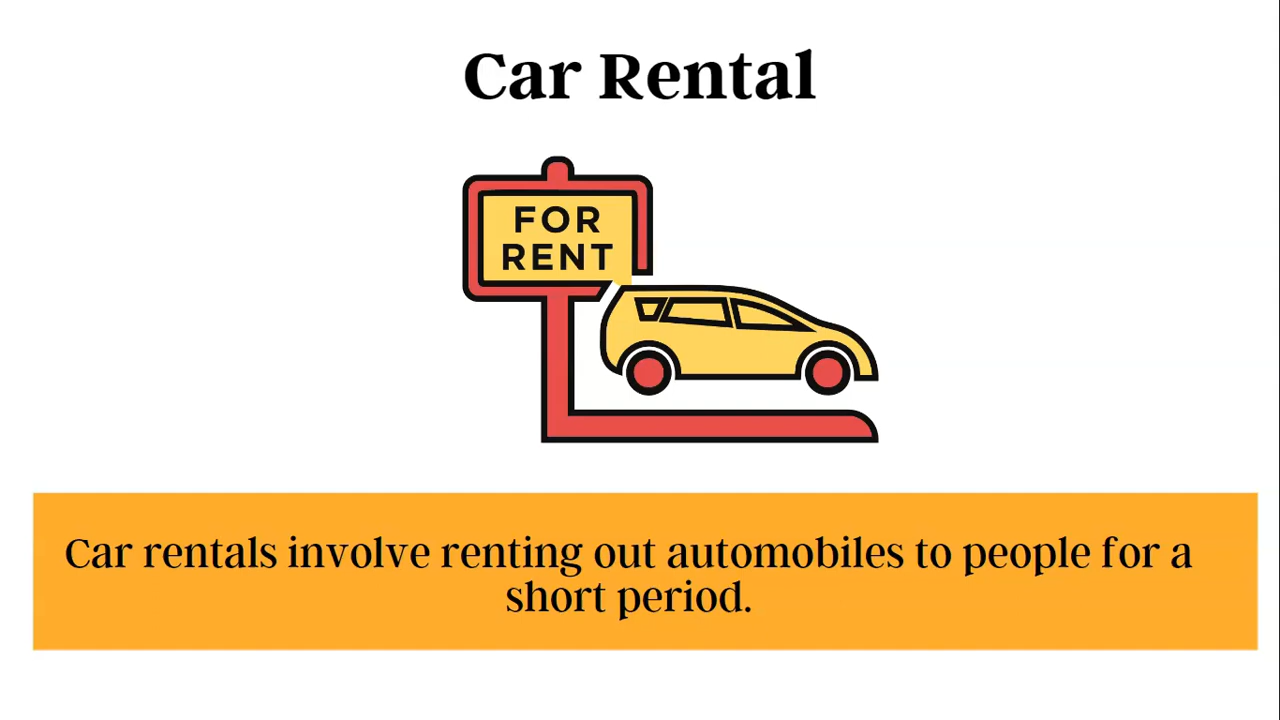 Car Rental
FOR
RENT
Car rentals involve renting out automobiles to people for a
short period.